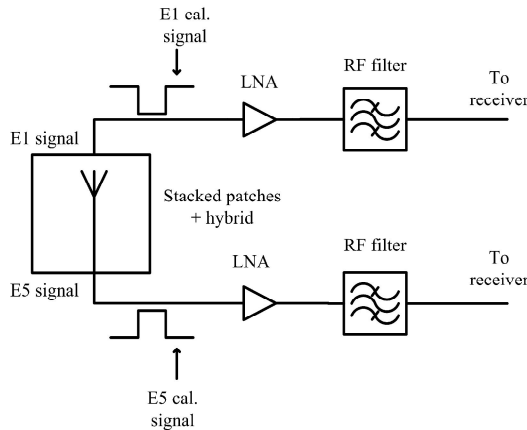 E1 cal.
signal
LNA
RF filter
To
receiver
E1 signal
Stacked patches
+ hybrid
E5 signal
LNA
RF filter
To
receiver
E5 cal.
signal